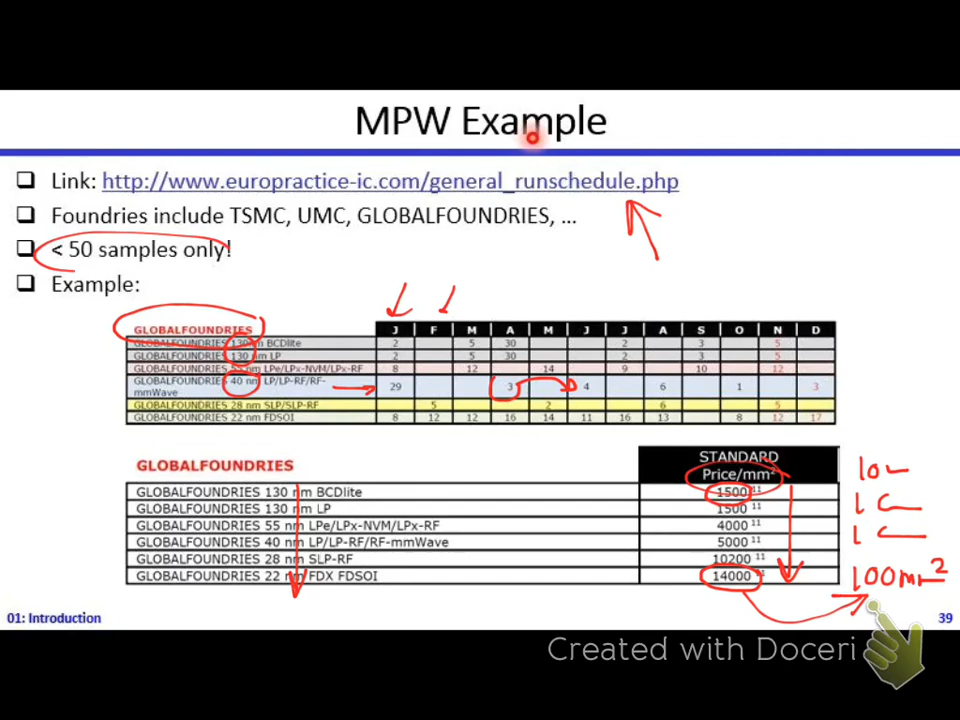 MPW Example
Link: http://www.europractice-ic.com/general_runschedule.php
Foundries include TSMC, UMC, GLOBALFOUNDRIES, ...
< 50 samples only!
Example:
GLOBALFOUNDRIES J F M A M J J A S O N D
GLOBALFOUNDRIES 130 nm BCDlite 2 5 30 2 3 5
GLOBALFOUNDRIES 130 nm LP 2 5 30 2 3 5
GLOBALFOUNDRIES 55 nm LPe/LPx-NVM/LPx-RF 8 12 14 9 10 12
GLOBALFOUNDRIES 40 nm LP/LP-RF/RF-mmWave 29 3 4 6 1 3
GLOBALFOUNDRIES 28 nm SLP/SLP-RF 5 2 6 5
GLOBALFOUNDRIES 22 nm FDSOI 8 12 12 16 14 11 16 13 8 12 17
GLOBALFOUNDRIES STANDARD Price/mm²
GLOBALFOUNDRIES 130 nm BCDlite 1500 ¹¹
GLOBALFOUNDRIES 130 nm LP 1500 ¹¹
GLOBALFOUNDRIES 55 nm LPe/LPx-NVM/LPx-RF 4000 ¹¹
GLOBALFOUNDRIES 40 nm LP/LP-RF/RF-mmWave 5000 ¹¹
GLOBALFOUNDRIES 28 nm SLP-RF 10200 ¹¹
GLOBALFOUNDRIES 22 nm FDX FDSOI 14000 ¹¹
100mm²
01: Introduction 39
Created with Doceri